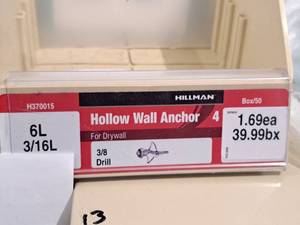 H370015
6L
3/16L
HILLMAN
Hollow Wall Anchor 4
For Drywall
3/8
Drill
Box/50
1.69ea
39.99bx
13